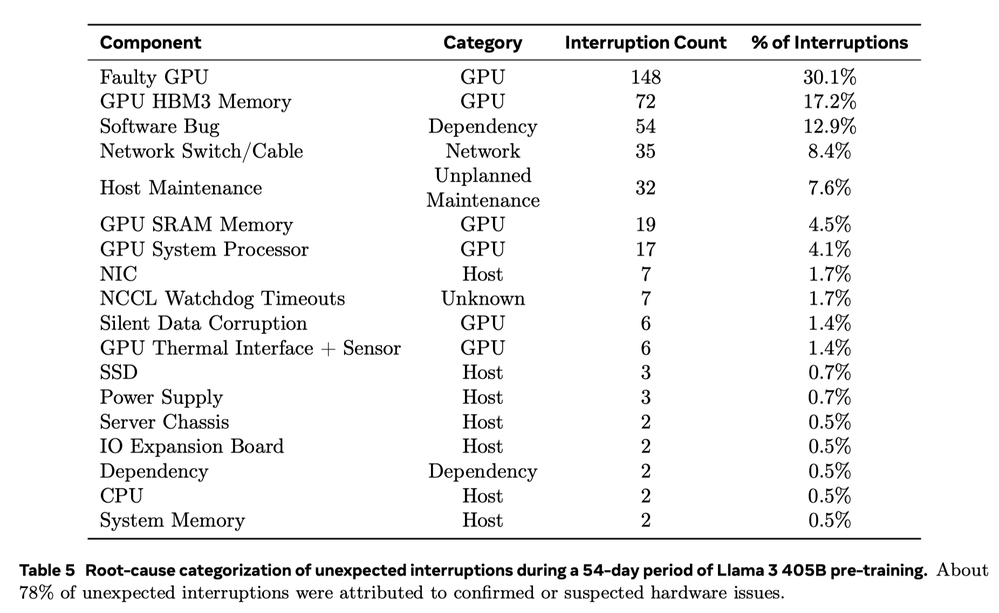 Component Category Interruption Count % of Interruptions
Faulty GPU GPU 148 30.1%
GPU HBM3 Memory GPU 72 17.2%
Software Bug Dependency 54 12.9%
Network Switch/Cable Network 35 8.4%
Host Maintenance Unplanned Maintenance 32 7.6%
GPU SRAM Memory GPU 19 4.5%
GPU System Processor GPU 17 4.1%
NIC Host 7 1.7%
NCCL Watchdog Timeouts Unknown 7 1.7%
Silent Data Corruption GPU 6 1.4%
GPU Thermal Interface + Sensor GPU 6 1.4%
SSD Host 3 0.7%
Power Supply Host 3 0.7%
Server Chassis Host 2 0.5%
IO Expansion Board Host 2 0.5%
Dependency Dependency 2 0.5%
CPU Host 2 0.5%
System Memory Host 2 0.5%
Table 5 Root-cause categorization of unexpected interruptions during a 54-day period of Llama 3 405B pre-training. About
78% of unexpected interruptions were attributed to confirmed or suspected hardware issues.